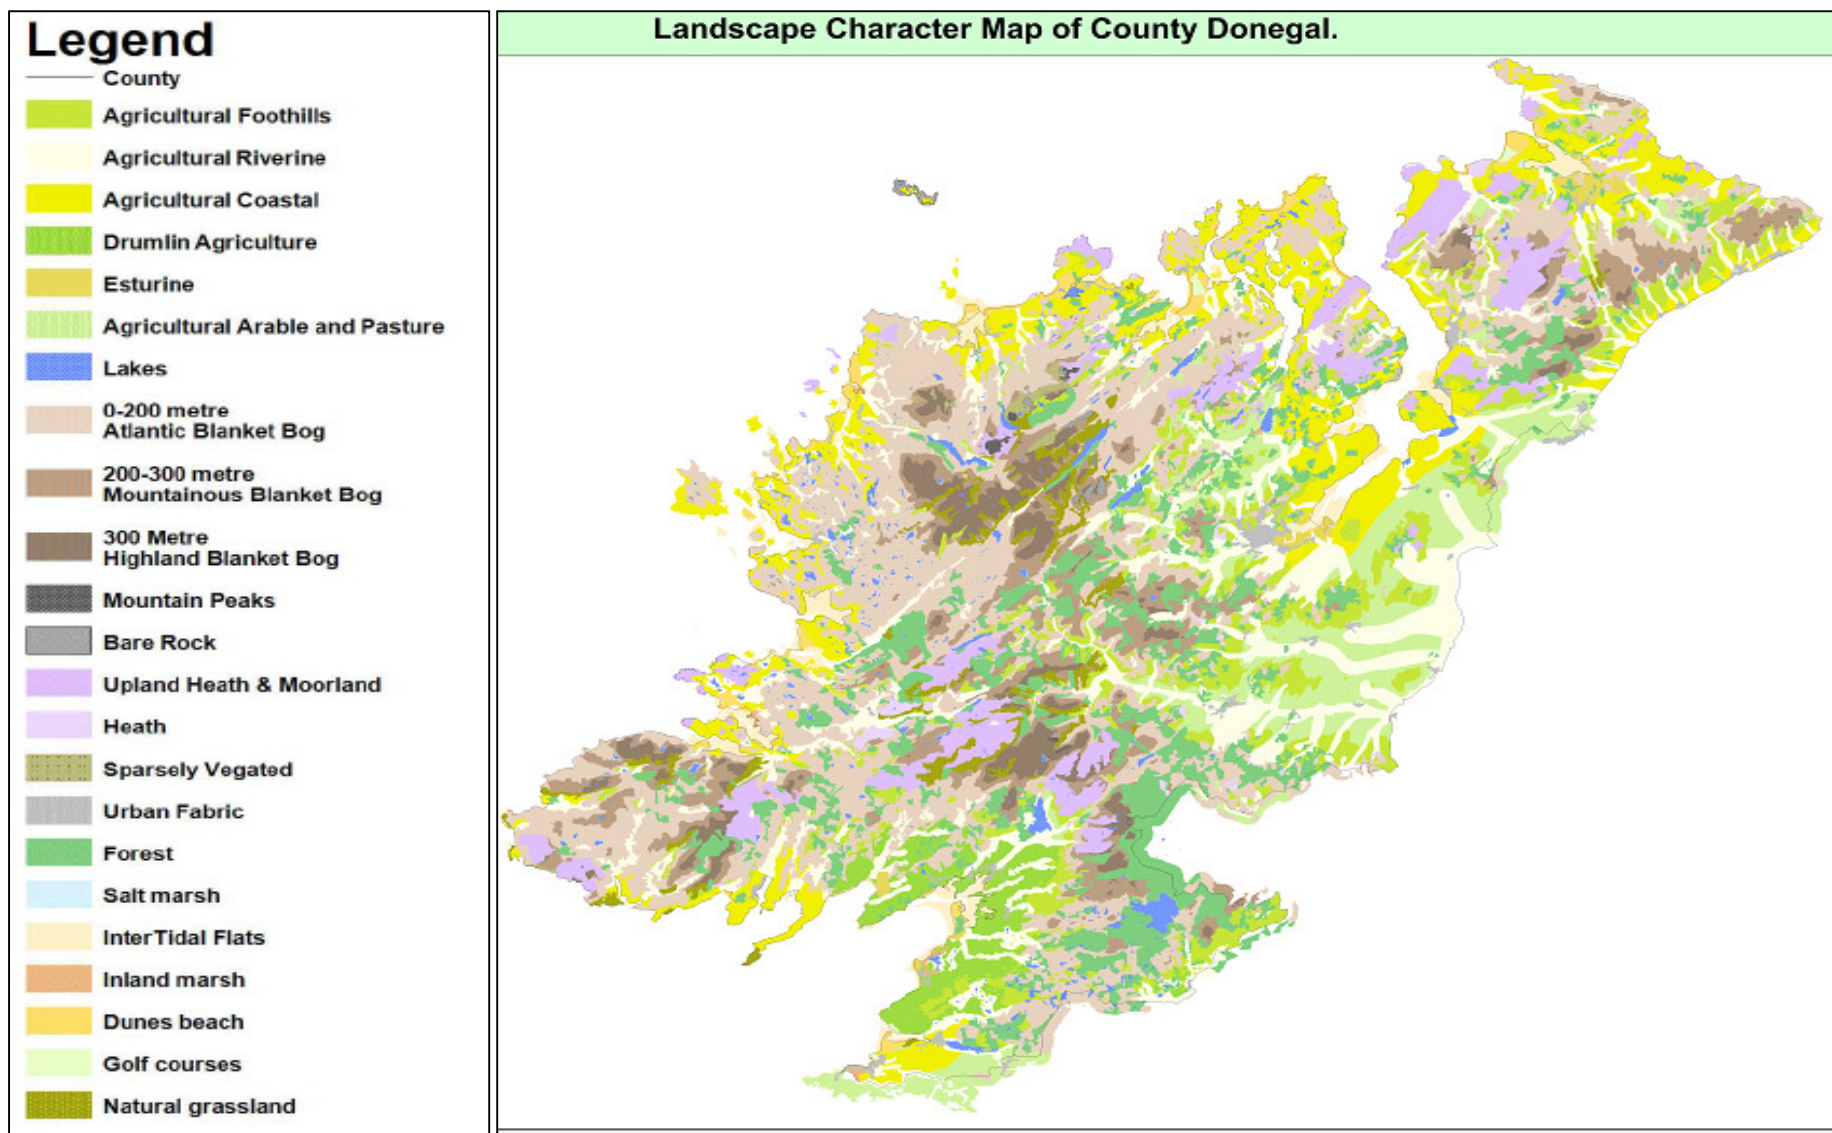 Legend
County
Agricultural Foothills
Agricultural Riverine
Agricultural Coastal
Drumlin Agriculture
Esturine
Agricultural Arable and Pasture
Lakes
0-200 metre
Atlantic Blanket Bog
200-300 metre
Mountainous Blanket Bog
300 Metre
Highland Blanket Bog
Mountain Peaks
Bare Rock
Upland Heath & Moorland
Heath
Sparsely Vegated
Urban Fabric
Forest
Salt marsh
InterTidal Flats
Inland marsh
Dunes beach
Golf courses
Natural grassland
Landscape Character Map of County Donegal.